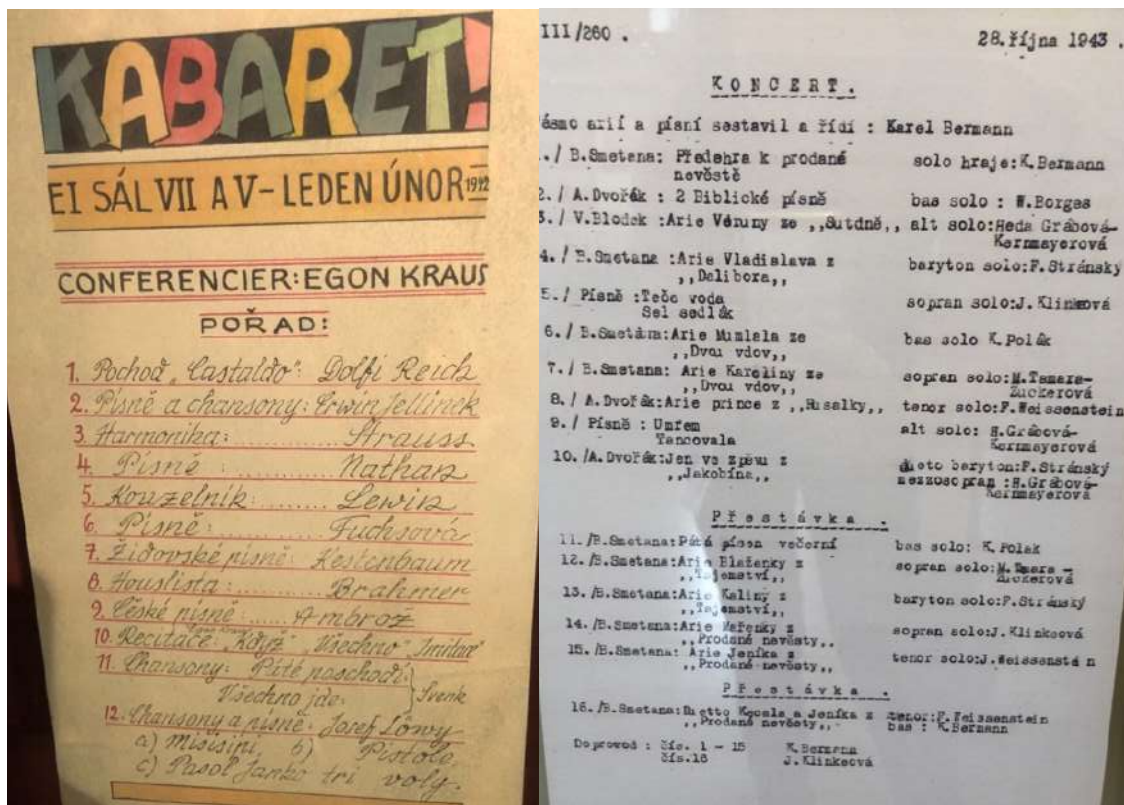 KABARET!
EI SÁL VII A V - LEDEN ÚNOR 1942
CONFERENCIER: EGON KRAUS
POŘAD:
1. Pochod "Castaldo": Dolfi Reich
2. Písně a chansony: Erwin Jellinek
3. Harmonika: Strauss
4. Písně: ........... Nathan
5. Kouzelník: ........ Lewin
6. Písně: ........... Fuchsová
7. Židovské písně: Kestenbaum
8. Houslista: ........ Brahmer
9. České písně: ...... Ambrož
10. Recitace: "Když" Všechno
11. Chansony: Páté poschodí
Všechno jde: Švenk
12. Chansony a písně: Josef Löwy
a) Misisipi, b) Pistole,
c) Pasol Janko tri voly.
III/260 .
28.října 1943 .
KONCERT.
ásmo arií a písní sestavil a řídí : Karel Bermann
./ B.Smetana: Předehra k prodané solo hraje:K.Bermann
nevěstě
2./ A.Dvořák : 2 Biblické písně bas solo : W.Borges
3./ V.Blodek :Arie Věruny ze ,,Sutdně,, alt solo:Heda Grábová-
Kernmayerová
4./ B.Smetana :Arie Vladislava z baryton solo:F.Stránský
,,Dalibora,,
5./ Písně :Tečo voda sopran solo:J.Klinkeová
Sel sedlák
6./ B.Smetana:Arie Mumlala ze bas solo K.Polák
,,Dvou vdov,,
7./ B.Smetana: Arie Karoliny ze sopran solo:M.Tamara-
,,Dvou vdov,, Zuckerová
8./ A.Dvořák:Arie prince z ,,Rusalky,, tenor solo:F.Weissenstein
9./ Písně : Umřem alt solo: H.Grábová-
Tancovala Kernmayerová
10./A.Dvořák:Jen ve zpěvu z dueto baryton:F.Stránský
,,Jakobína,, mezzosopran :H.Grábová-
Kernmayerová
Přestávka .
11./B.Smetana:Pátá písen večerní bas solo: K.Polak
12./B.Smetana:Arie Blaženky z sopran solo:M.Tamara -
,,Tajemství,, Zuckerová
13./B.Smetana:Arie Kaliny z baryton solo:F.Stránský
,,Tajemství,,
14./B.Smetana:Arie Mařenky z sopran solo:J.Klinkeová
,,Prodané nevěsty,,
15./B.Smetana: Arie Jeníka z tenor solo:J.Weissenstein
,,Prodané nevěsty,,
Přestávka .
16./B.Smetana:Duetto Kecala a Jeníka z tenor:F.Weissenstein
,,Prodané nevěsty,, bas : K.Bermann
Doprovod : čís. 1 - 15 K.Bermann
čís.16 J.Klinkeová